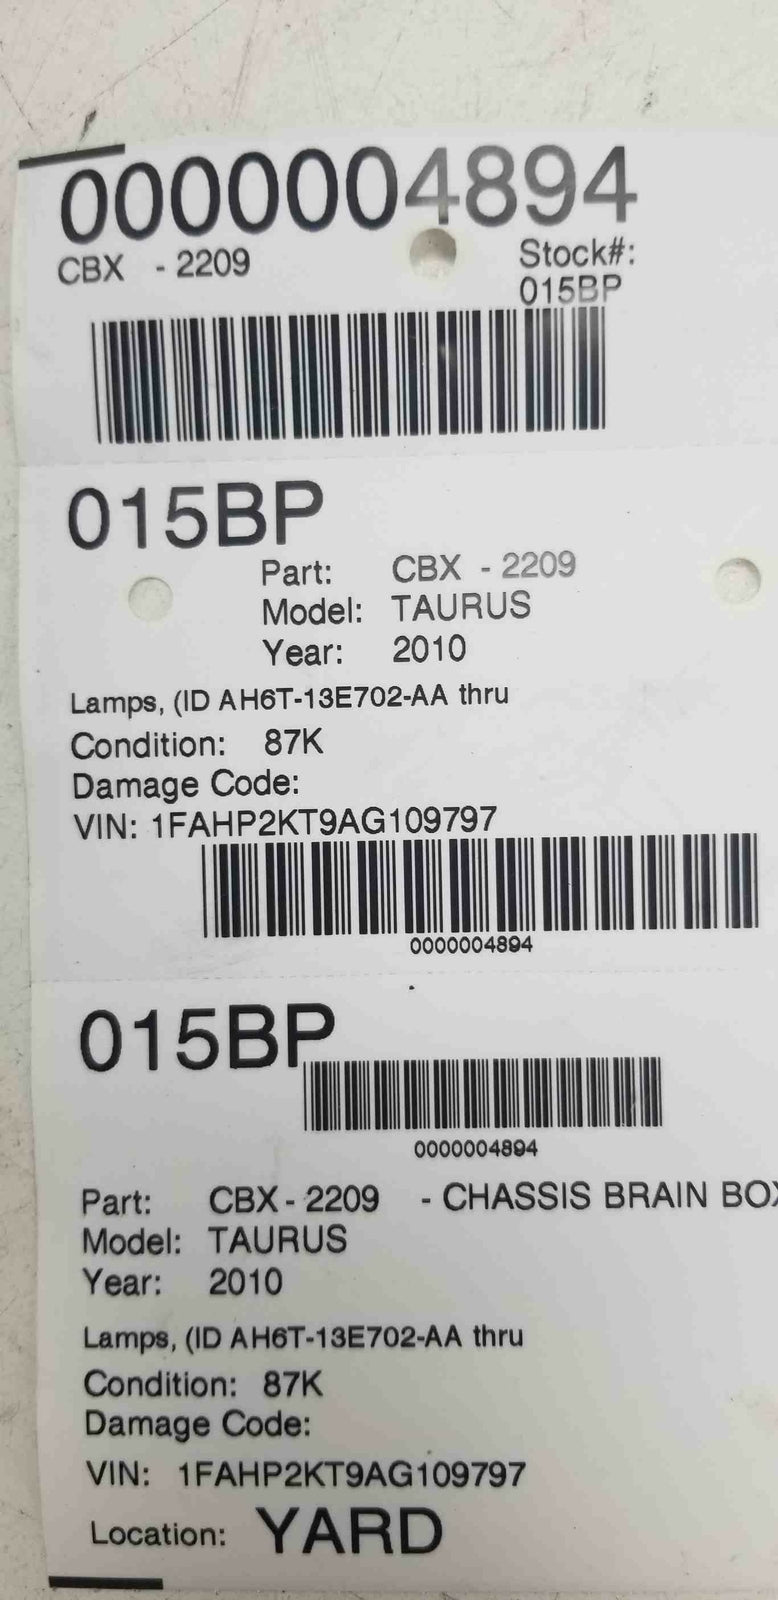 0000004894
CBX - 2209
Stock#:
015BP
015BP
Part: CBX - 2209
Model: TAURUS
Year: 2010
Lamps, (ID AH6T-13E702-AA thru
Condition: 87K
Damage Code:
VIN: 1FAHP2KT9AG109797
0000004894
015BP
0000004894
Part: CBX - 2209 - CHASSIS BRAIN BOX
Model: TAURUS
Year: 2010
Lamps, (ID AH6T-13E702-AA thru
Condition: 87K
Damage Code:
VIN: 1FAHP2KT9AG109797
Location: YARD